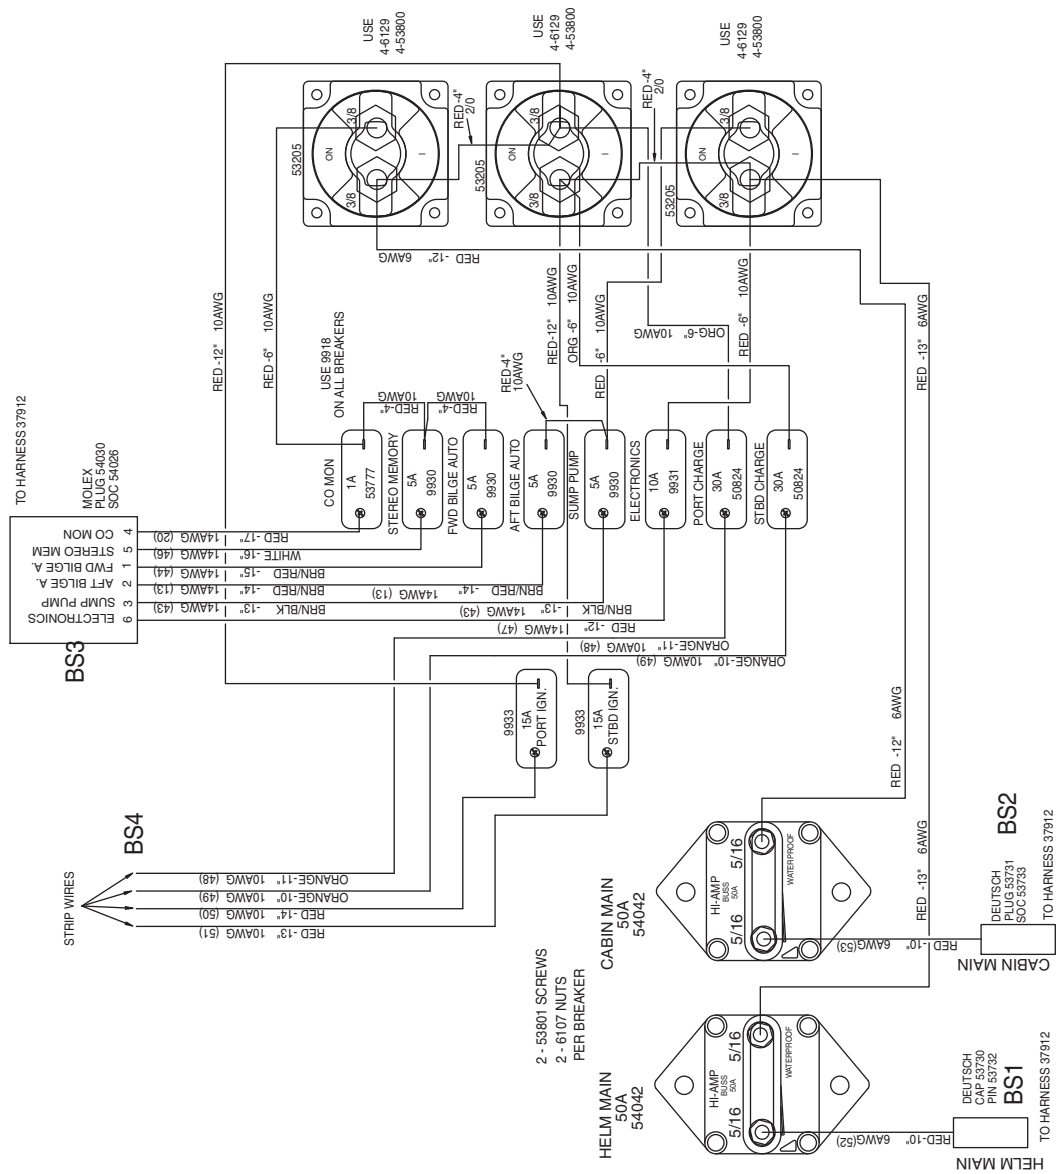 TO HARNESS 37912
MOLEX
PLUG 54030
SOC 54026
CO MON 4
STEREO MEM 5
FWD BILGE A. 1
AFT BILGE A. 2
SUMP PUMP 3
ELECTRONICS 6
BS3
RED -17" 14AWG (20)
WHITE -16" 14AWG (46)
BRN/RED -15" 14AWG (44)
BRN/RED -14" 14AWG (13)
BRN/RED -14" 14AWG (13)
BRN/BLK -13" 14AWG (43)
BRN/BLK -13" 14AWG (43)
RED -12" 14AWG (47)
ORANGE-11" 10AWG (48)
ORANGE-10" 10AWG (49)
STRIP WIRES
BS4
ORANGE-11" 10AWG (48)
ORANGE-10" 10AWG (49)
RED -14" 10AWG (50)
RED -13" 10AWG (51)
RED -12" 10AWG
RED -6" 10AWG
USE 9918
ON ALL BREAKERS
RED-4"
10AWG
RED-4"
10AWG
RED-4"
10AWG
CO MON
1A
53777
STEREO MEMORY
5A
9930
FWD BILGE AUTO
5A
9930
AFT BILGE AUTO
5A
9930
SUMP PUMP
5A
9930
ELECTRONICS
10A
9931
PORT CHARGE
30A
50824
STBD CHARGE
30A
50824
9933
15A
PORT IGN.
9933
15A
STBD IGN.
RED-12" 10AWG
ORG -6" 10AWG
RED -6" 10AWG
ORG-6"
10AWG
RED -6" 10AWG
RED -12"
6AWG
RED -13" 6AWG
USE
4-6129
4-53800
53205
ON
I
3/8
3/8
RED-4"
2/0
USE
4-6129
4-53800
53205
ON
I
3/8
3/8
RED-4"
2/0
USE
4-6129
4-53800
53205
ON
I
3/8
3/8
RED -12" 6AWG
RED -13" 6AWG
2 - 53801 SCREWS
2 - 6107 NUTS
PER BREAKER
CABIN MAIN
50A
54042
HI-AMP
BUSS
50A
5/16
5/16
WATERPROOF
RED-10"
6AWG(53)
CABIN MAIN
DEUTSCH
PLUG 53731
SOC 53733
BS2
TO HARNESS 37912
HELM MAIN
50A
54042
HI-AMP
BUSS
50A
5/16
5/16
WATERPROOF
RED-10"
6AWG(52)
HELM MAIN
DEUTSCH
CAP 53730
PIN 53732
BS1
TO HARNESS 37912